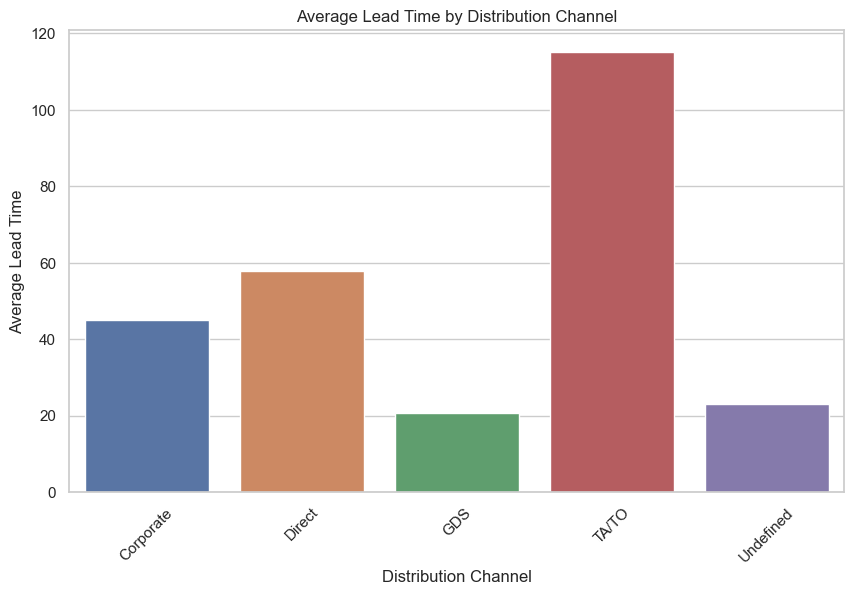 Average Lead Time by Distribution Channel
Average Lead Time
120
100
80
60
40
20
0
Corporate
Direct
GDS
TA/TO
Undefined
Distribution Channel